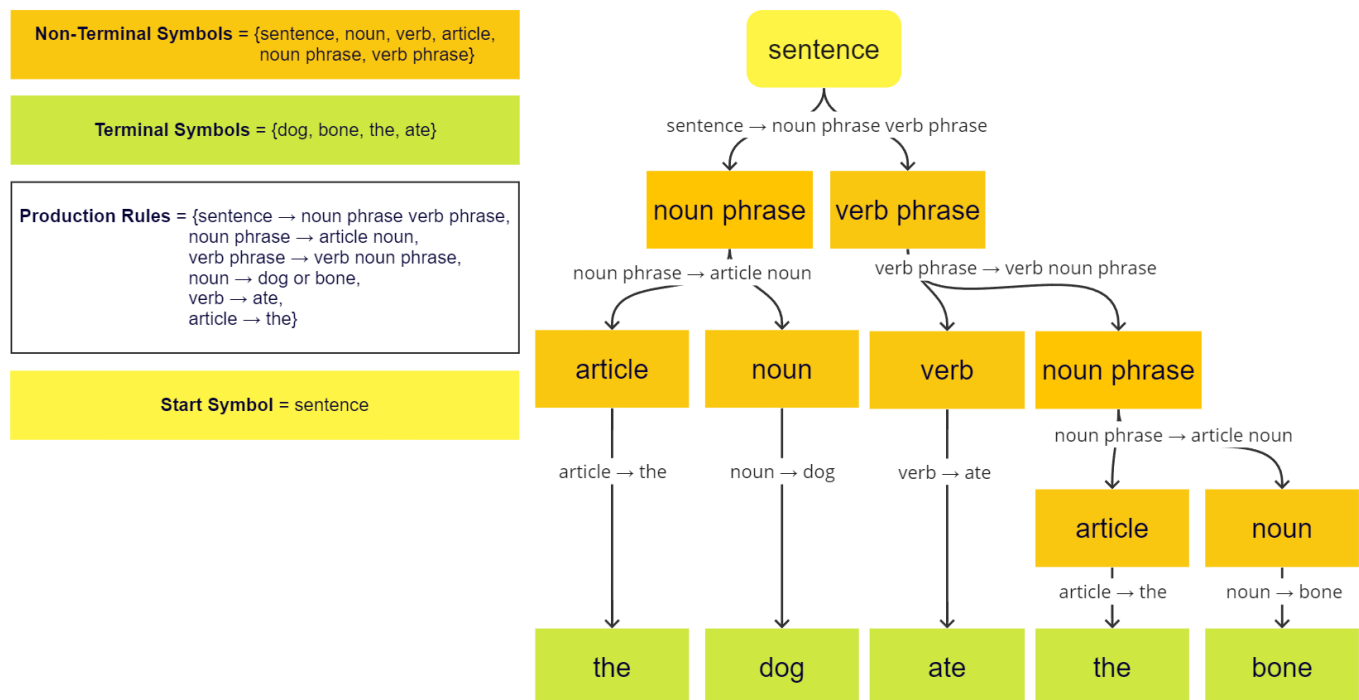 Non-Terminal Symbols = {sentence, noun, verb, article,
noun phrase, verb phrase}
Terminal Symbols = {dog, bone, the, ate}
Production Rules = {sentence → noun phrase verb phrase,
noun phrase → article noun,
verb phrase → verb noun phrase,
noun → dog or bone,
verb → ate,
article → the}
Start Symbol = sentence
sentence
sentence → noun phrase verb phrase
noun phrase
verb phrase
noun phrase → article noun
verb phrase → verb noun phrase
article
noun
verb
noun phrase
noun phrase → article noun
article → the
noun → dog
verb → ate
article
noun
article → the
noun → bone
the
dog
ate
the
bone